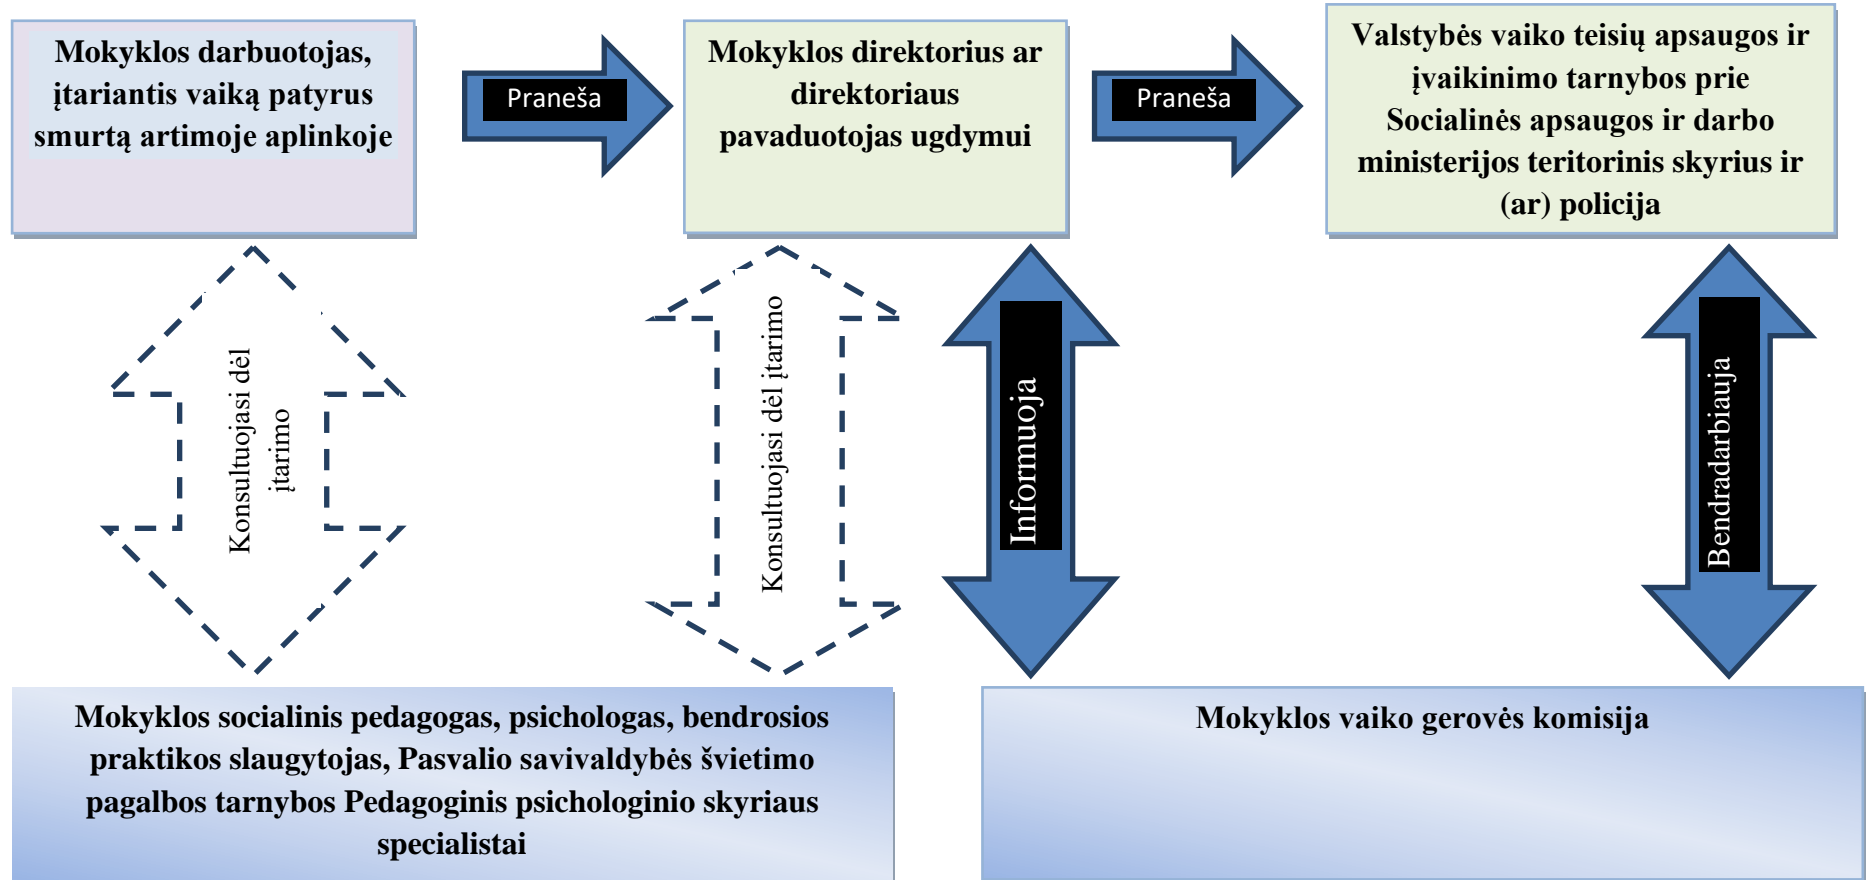 Mokyklos darbuotojas,
įtariantis vaiką patyrus
smurtą artimoje aplinkoje
Praneša
Mokyklos direktorius ar
direktoriaus
pavaduotojas ugdymui
Praneša
Valstybės vaiko teisių apsaugos ir
įvaikinimo tarnybos prie
Socialinės apsaugos ir darbo
ministerijos teritorinis skyrius ir
(ar) policija
Konsultuojasi dėl
įtarimo
Konsultuojasi dėl įtarimo
Informuoja
Bendradarbiauja
Mokyklos socialinis pedagogas, psichologas, bendrosios
praktikos slaugytojas, Pasvalio savivaldybės švietimo
pagalbos tarnybos Pedagoginis psichologinio skyriaus
specialistai
Mokyklos vaiko gerovės komisija